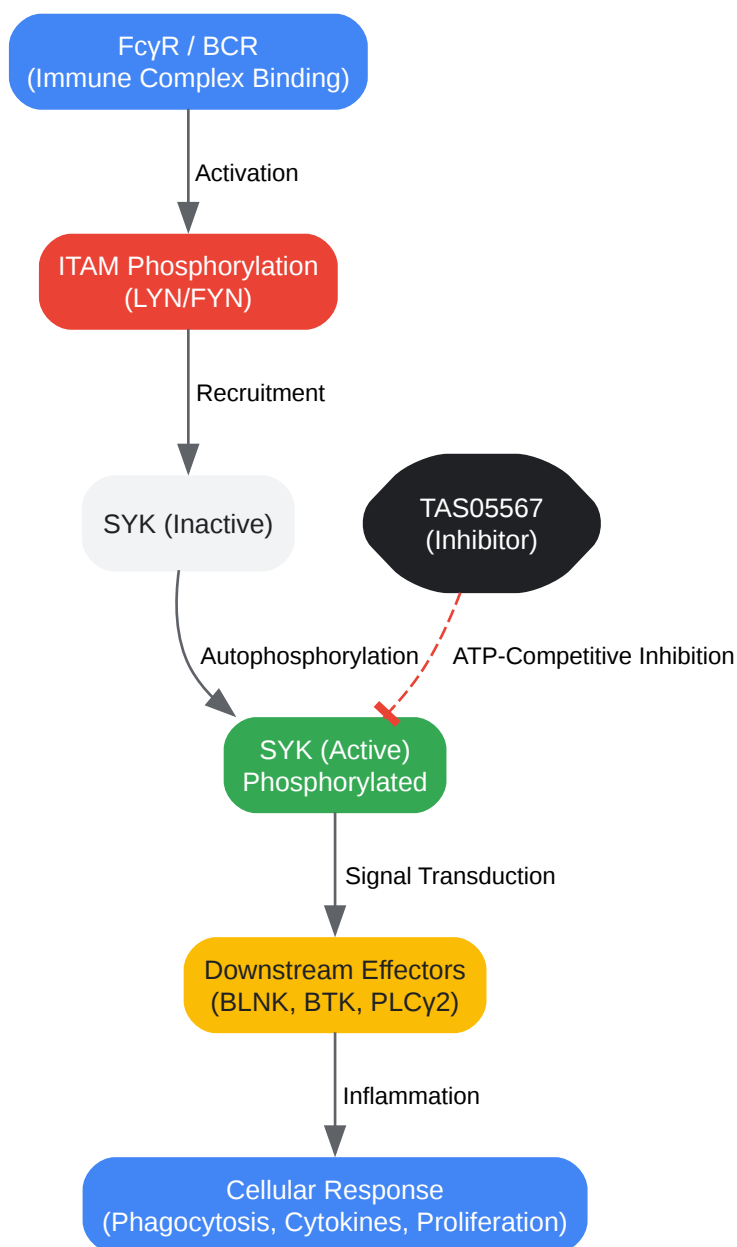 FcγR / BCR
(Immune Complex Binding)
Activation
ITAM Phosphorylation
(LYN/FYN)
Recruitment
SYK (Inactive)
TAS05567
(Inhibitor)
Autophosphorylation
ATP-Competitive Inhibition
SYK (Active)
Phosphorylated
Signal Transduction
Downstream Effectors
(BLNK, BTK, PLCγ2)
Inflammation
Cellular Response
(Phagocytosis, Cytokines, Proliferation)